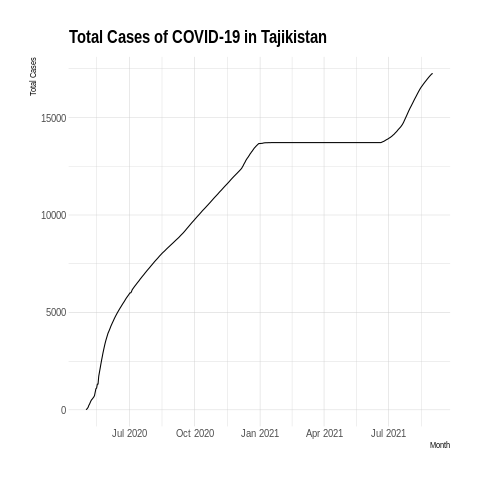 Total Cases of COVID-19 in Tajikistan
Total Cases
15000
10000
5000
0
Jul 2020 Oct 2020 Jan 2021 Apr 2021 Jul 2021
Month